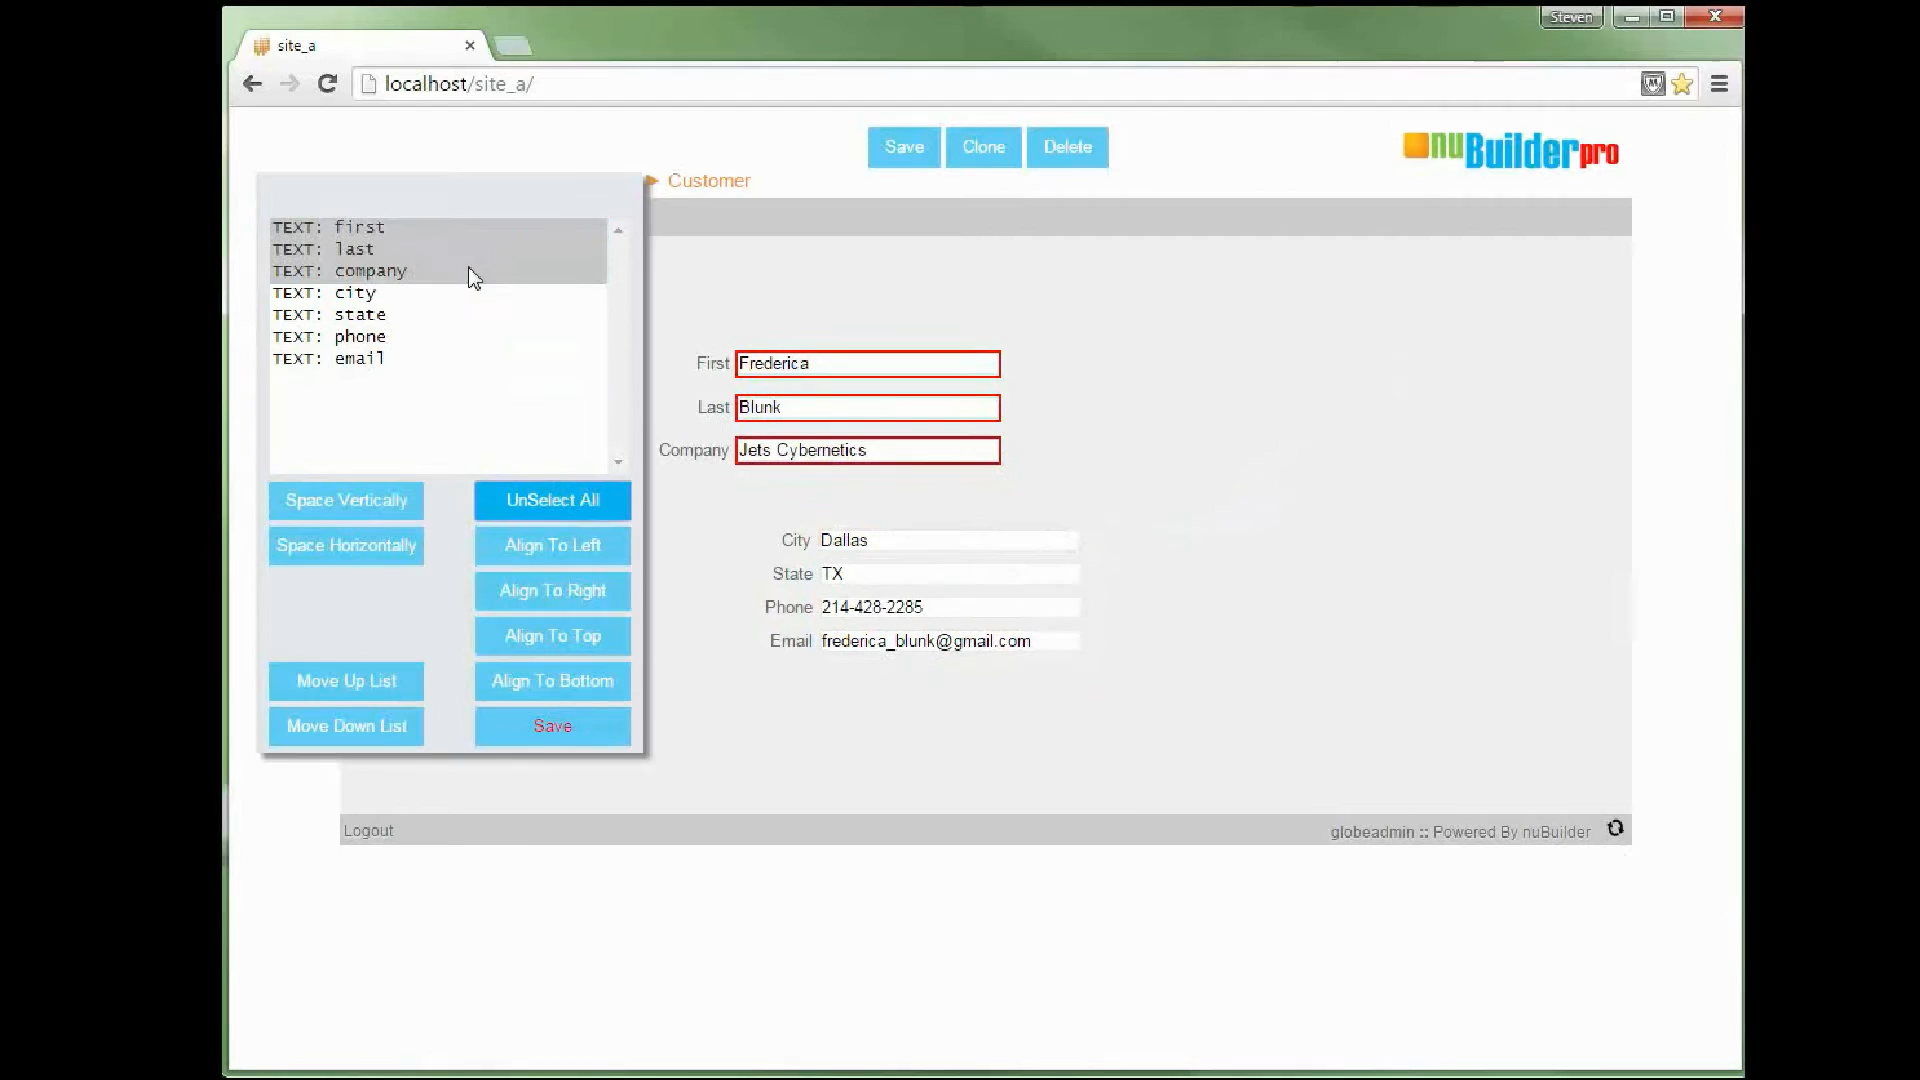 Steven
site_a
localhost/site_a/
Save Clone Delete
nuBuilderpro
Customer
TEXT: first
TEXT: last
TEXT: company
TEXT: city
TEXT: state
TEXT: phone
TEXT: email
Space Vertically
UnSelect All
Space Horizontally
Align To Left
Align To Right
Align To Top
Move Up List
Align To Bottom
Move Down List
Save
First Frederica
Last Blunk
Company Jets Cybernetics
City Dallas
State TX
Phone 214-428-2285
Email frederica_blunk@gmail.com
Logout
globeadmin :: Powered By nuBuilder